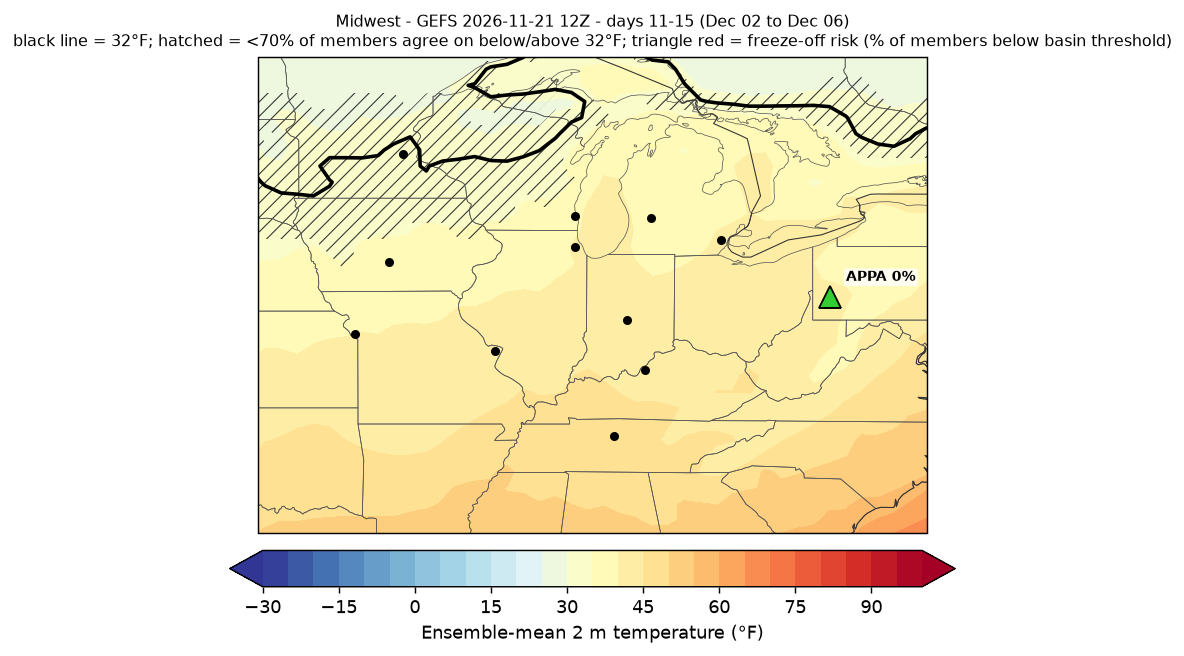 Midwest - GEFS 2026-11-21 12Z - days 11-15 (Dec 02 to Dec 06)
black line = 32°F; hatched = <70% of members agree on below/above 32°F; triangle red = freeze-off risk (% of members below basin threshold)
APPA 0%
−30 −15 0 15 30 45 60 75 90
Ensemble-mean 2 m temperature (°F)